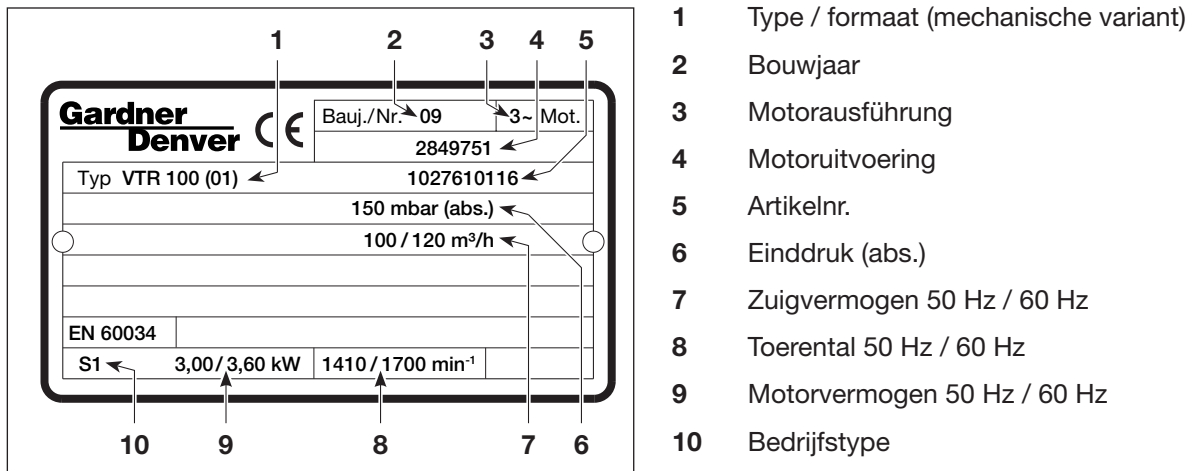 1 2 3 4 5
Gardner
Denver
CE
Bauj./Nr. 09 3~ Mot.
2849751
Typ VTR 100 (01) 1027610116
150 mbar (abs.)
100 / 120 m³/h
EN 60034
S1 3,00 / 3,60 kW 1410 / 1700 min⁻¹
10 9 8 7 6
1 Type / formaat (mechanische variant)
2 Bouwjaar
3 Motorausführung
4 Motoruitvoering
5 Artikelnr.
6 Einddruk (abs.)
7 Zuigvermogen 50 Hz / 60 Hz
8 Toerental 50 Hz / 60 Hz
9 Motorvermogen 50 Hz / 60 Hz
10 Bedrijfstype